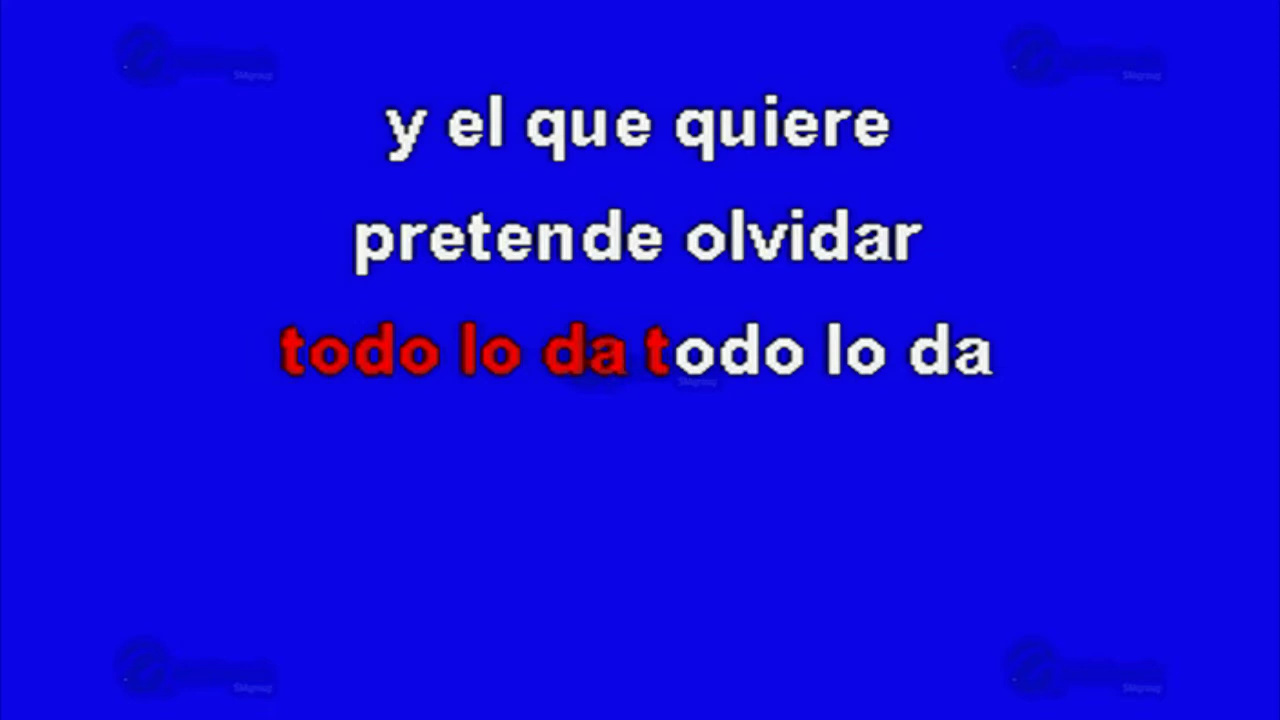 y el que quiere
pretende olvidar
todo lo da todo lo da